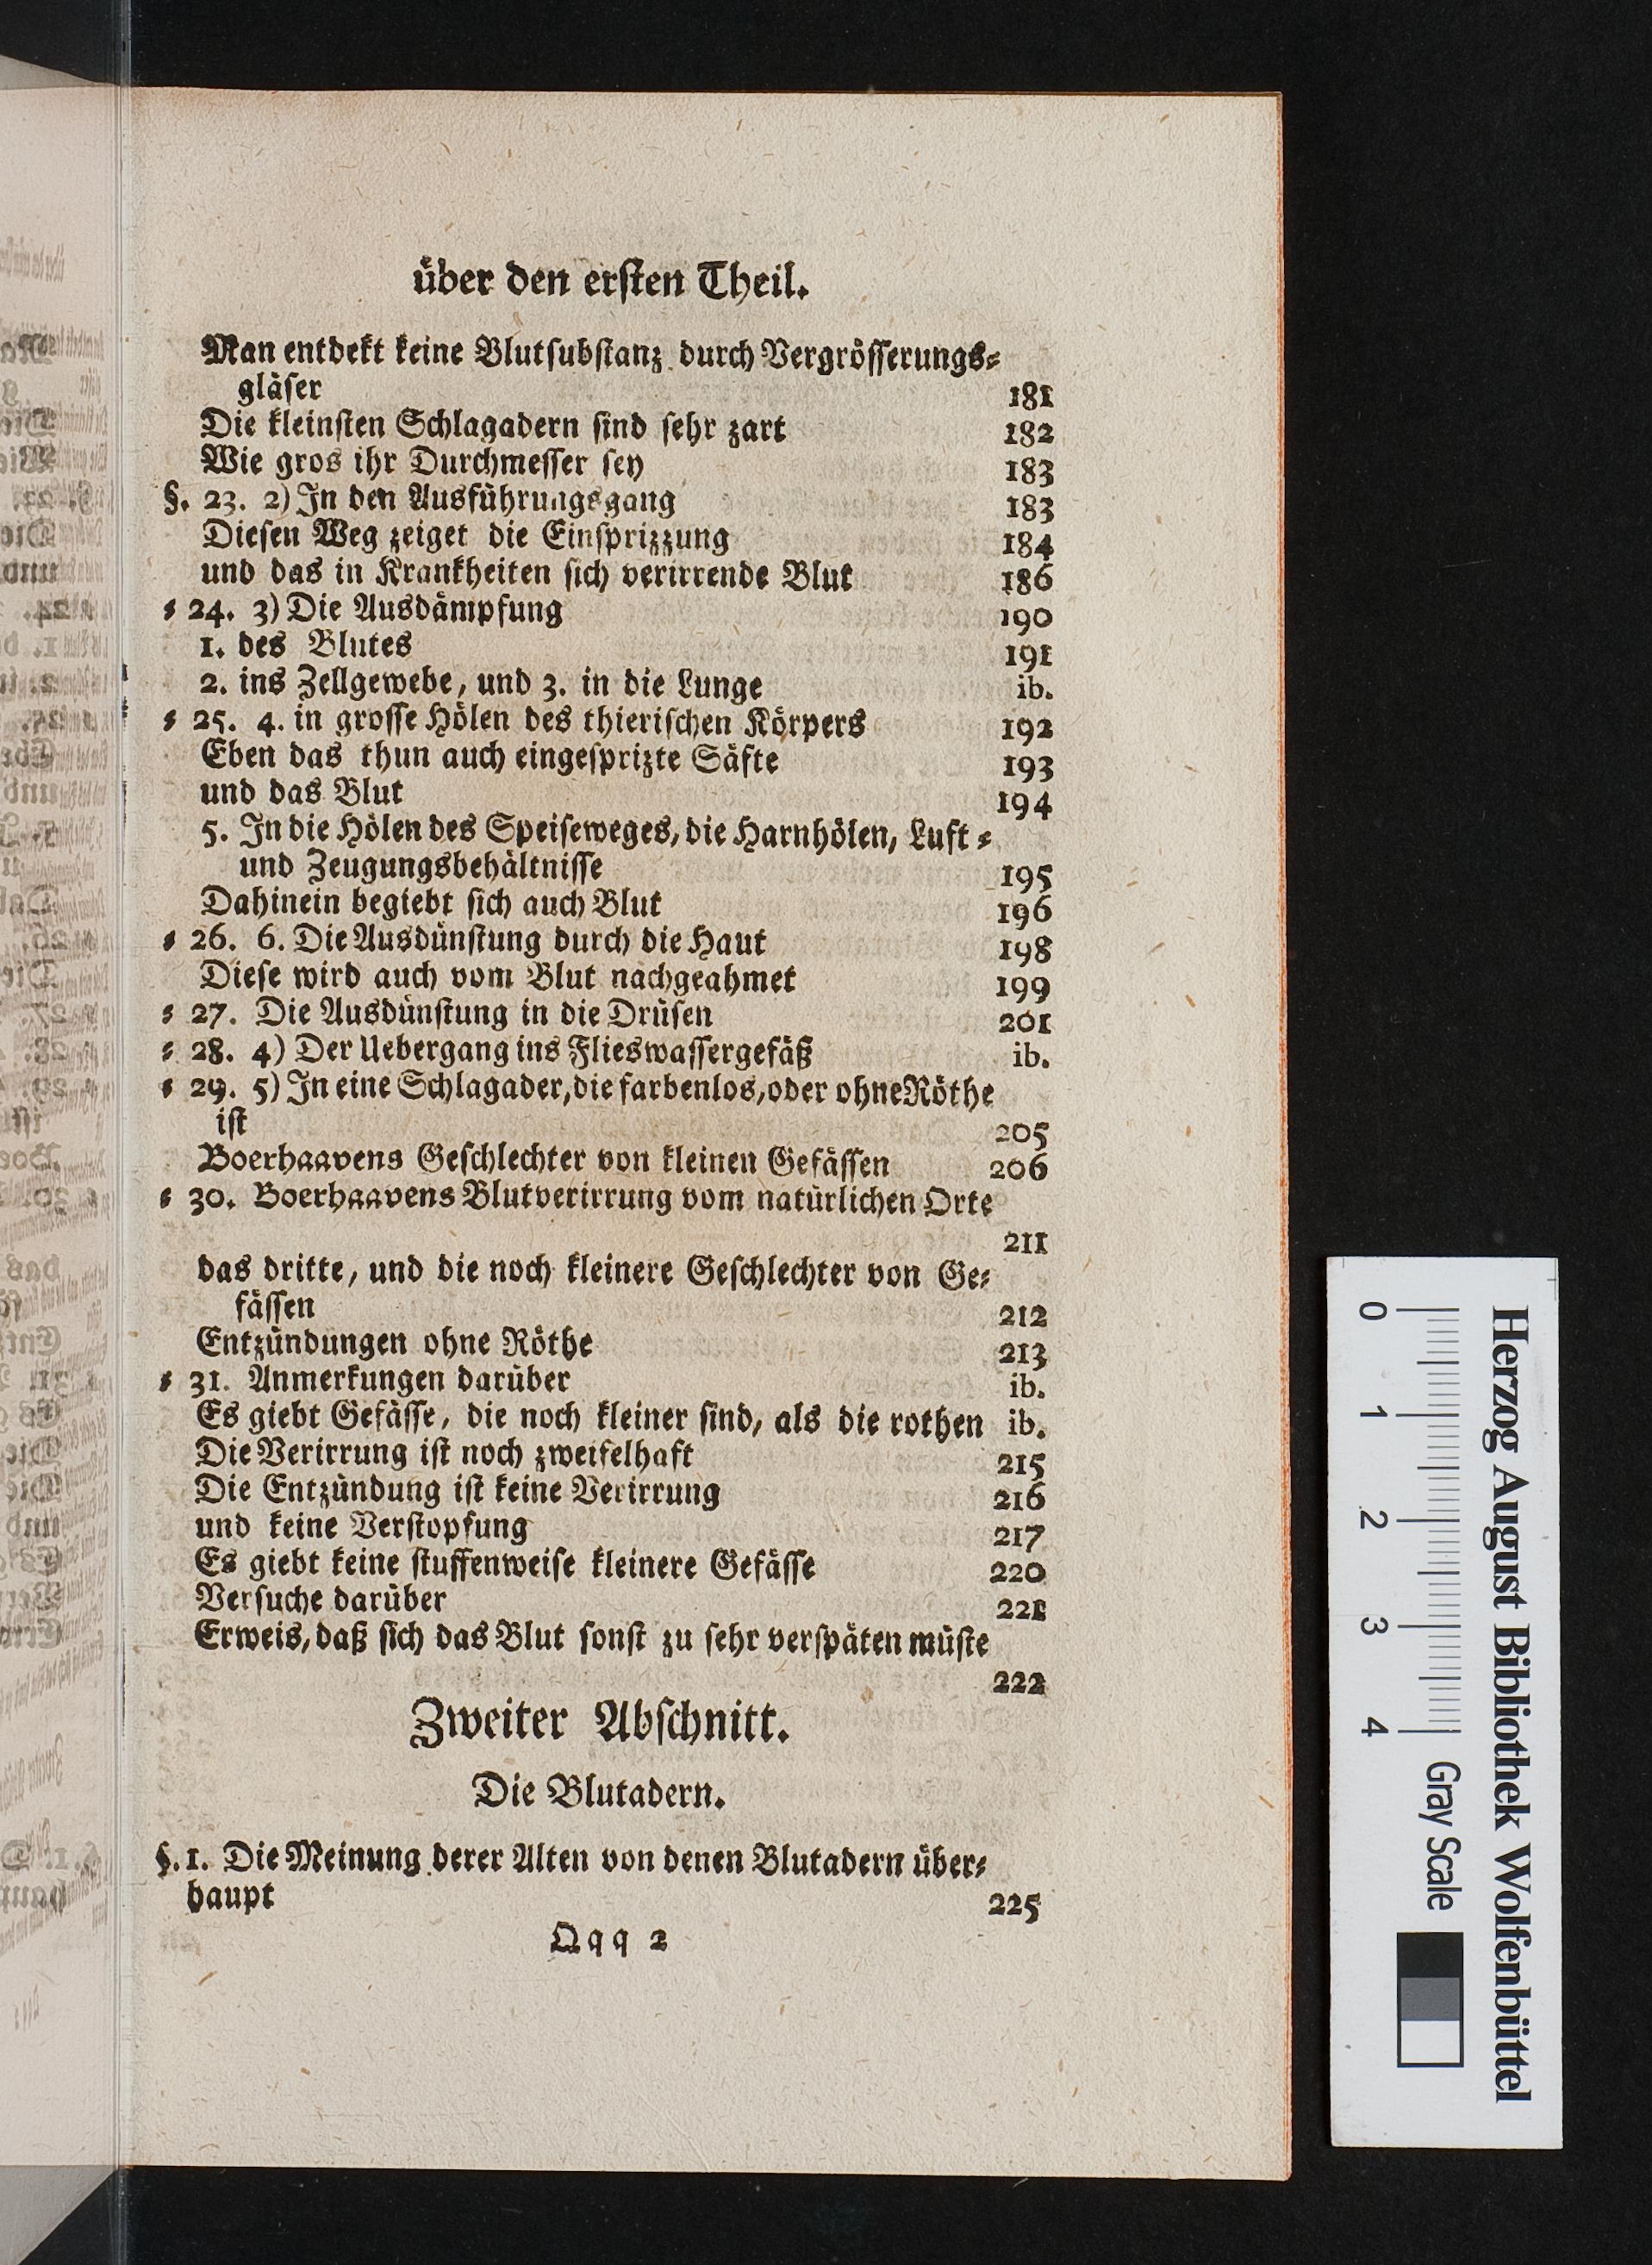 über den erſten Theil.
Man entdekt keine Blutſubſtanz durch Vergröſſerungs⸗
gläſer 181
Die kleinſten Schlagadern ſind ſehr zart 182
Wie gros ihr Durchmeſſer ſey 183
§. 23. 2) In den Ausführungsgang 183
Dieſen Weg zeiget die Einſprizzung 184
und das in Krankheiten ſich verirrende Blut 186
⸗ 24. 3) Die Ausdämpfung 190
1. des Blutes 191
2. ins Zellgewebe, und 3. in die Lunge ib.
⸗ 25. 4. in groſſe Hölen des thieriſchen Körpers 192
Eben das thun auch eingeſprizte Säfte 193
und das Blut 194
5. In die Hölen des Speiſeweges, die Harnhölen, Luft⸗
und Zeugungsbehältniſſe 195
Dahinein begiebt ſich auch Blut 196
⸗ 26. 6. Die Ausdünſtung durch die Haut 198
Dieſe wird auch vom Blut nachgeahmet 199
⸗ 27. Die Ausdünſtung in die Drüſen 201
⸗ 28. 4) Der Uebergang ins Flieswaſſergefäß ib.
⸗ 29. 5) In eine Schlagader, die farbenlos, oder ohne Röthe
iſt 205
Boerhaavens Geſchlechter von kleinen Gefäſſen 206
⸗ 30. Boerhaavens Blutverirrung vom natürlichen Orte
211
das dritte, und die noch kleinere Geſchlechter von Ge⸗
fäſſen 212
Entzündungen ohne Röthe 213
⸗ 31. Anmerkungen darüber ib.
Es giebt Gefäſſe, die noch kleiner ſind, als die rothen ib.
Die Verirrung iſt noch zweifelhaft 215
Die Entzündung iſt keine Verirrung 216
und keine Verſtopfung 217
Es giebt keine ſtuffenweiſe kleinere Gefäſſe 220
Verſuche darüber 221
Erweis, daß ſich das Blut ſonſt zu ſehr verſpäten müſte
222
Zweiter Abſchnitt.
Die Blutadern.
§. 1. Die Meinung derer Alten von denen Blutadern über⸗
haupt 225
Qqq 2
Herzog August Bibliothek Wolfenbüttel
0 1 2 3 4 Gray Scale